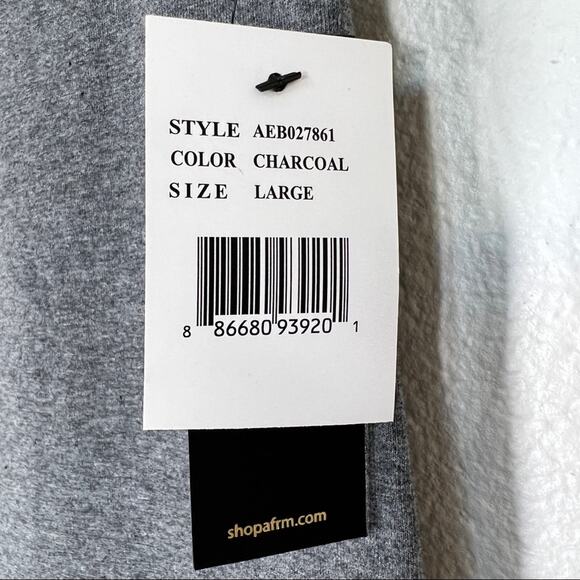 STYLE AEB027861
COLOR CHARCOAL
SIZE LARGE
8 86680 93920 1
shopafrm.com